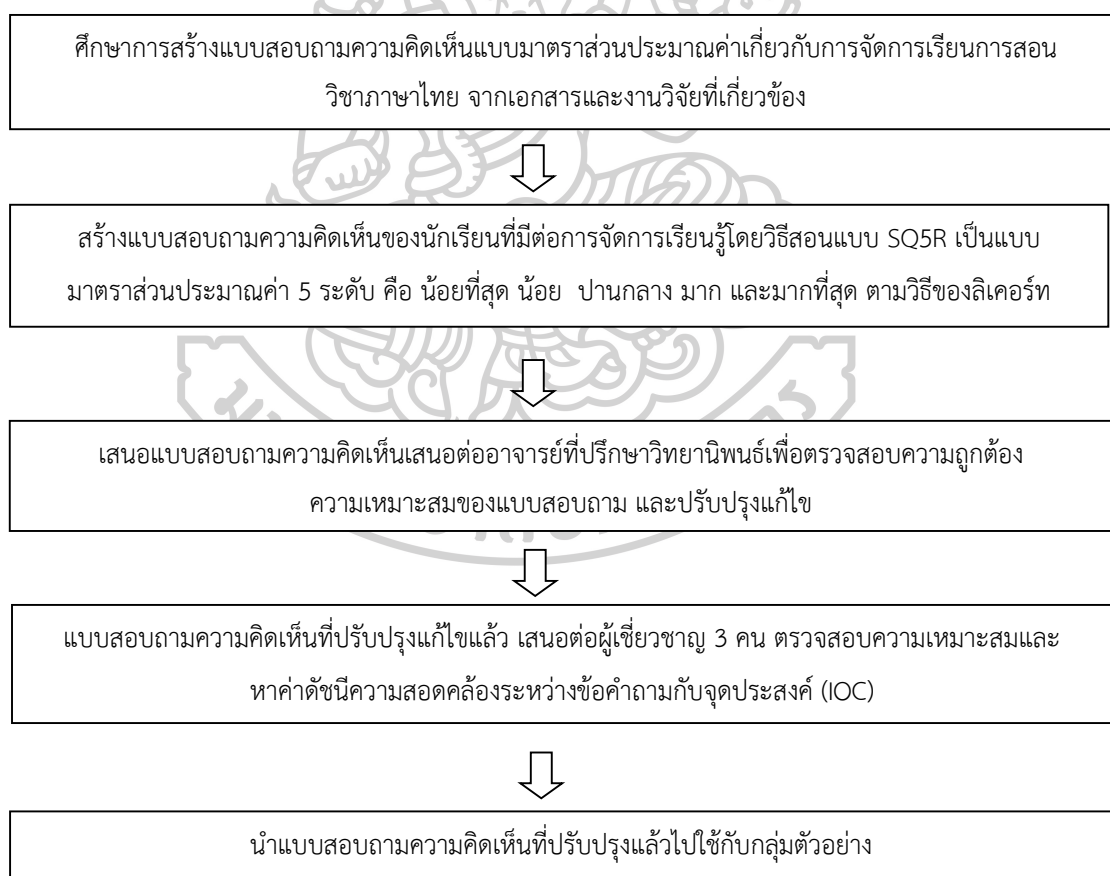 ศึกษาการสร้างแบบสอบถามความคิดเห็นแบบมาตราส่วนประมาณค่าเกี่ยวกับการจัดการเรียนการสอน
วิชาภาษาไทย จากเอกสารและงานวิจัยที่เกี่ยวข้อง
สร้างแบบสอบถามความคิดเห็นของนักเรียนที่มีต่อการจัดการเรียนรู้โดยวิธีสอนแบบ SQ5R เป็นแบบ
มาตราส่วนประมาณค่า 5 ระดับ คือ น้อยที่สุด น้อย ปานกลาง มาก และมากที่สุด ตามวิธีของลิเคอร์ท
เสนอแบบสอบถามความคิดเห็นเสนอต่ออาจารย์ที่ปรึกษาวิทยานิพนธ์เพื่อตรวจสอบความถูกต้อง
ความเหมาะสมของแบบสอบถาม และปรับปรุงแก้ไข
แบบสอบถามความคิดเห็นที่ปรับปรุงแก้ไขแล้ว เสนอต่อผู้เชี่ยวชาญ 3 คน ตรวจสอบความเหมาะสมและ
หาค่าดัชนีความสอดคล้องระหว่างข้อคำถามกับจุดประสงค์ (IOC)
นำแบบสอบถามความคิดเห็นที่ปรับปรุงแล้วไปใช้กับกลุ่มตัวอย่าง